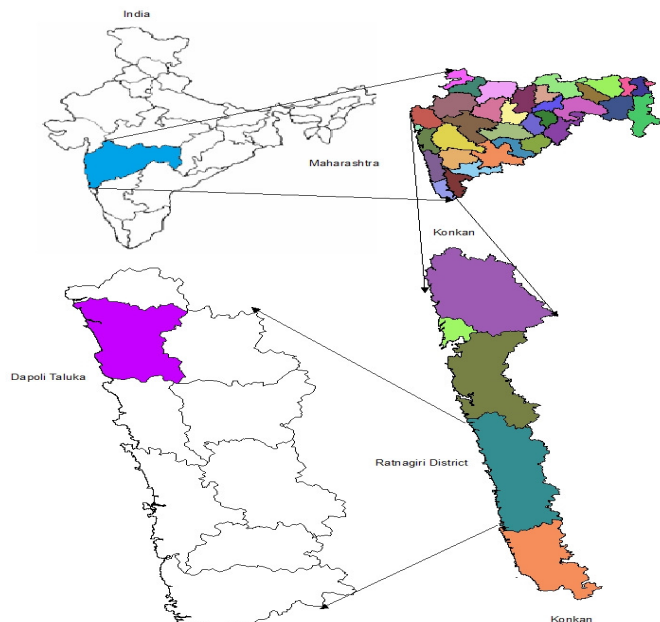 India
Maharashtra
Konkan
Dapoli Taluka
Ratnagiri District
Konkan